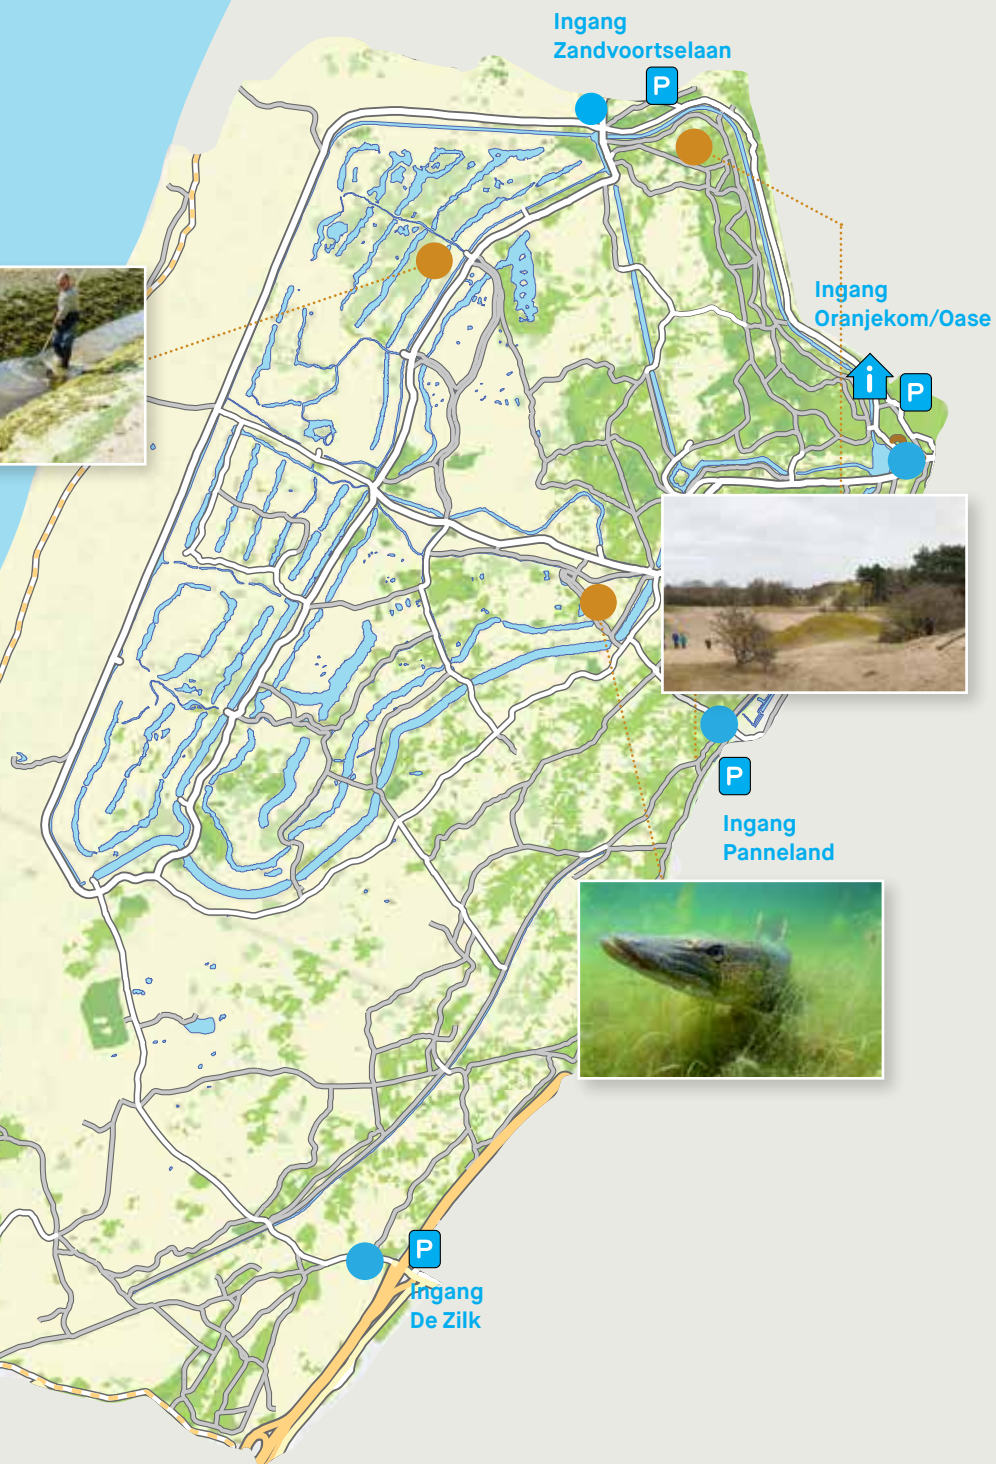 Ingang
Zandvoortselaan
P
Ingang
Oranjekom/Oase
i
P
P
Ingang
Panneland
P
Ingang
De Zilk